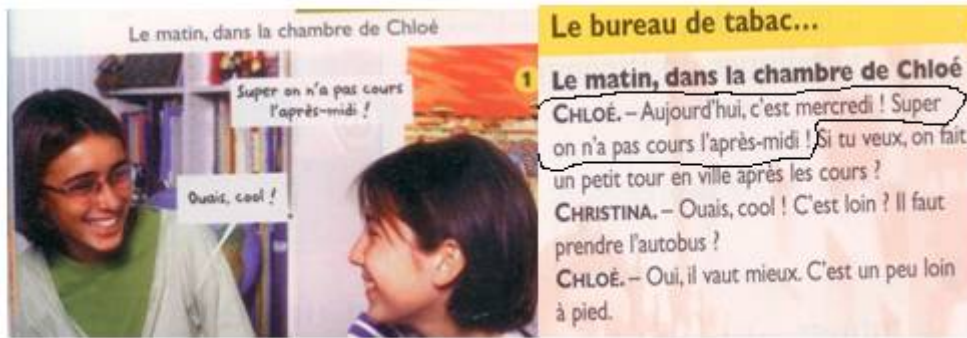 Le matin, dans la chambre de Chloé
Super on n'a pas cours
l'après-midi !
Ouais, cool !
1
Le bureau de tabac...
Le matin, dans la chambre de Chloé
CHLOÉ. – Aujourd'hui, c'est mercredi ! Super
on n'a pas cours l'après-midi ! Si tu veux, on fait
un petit tour en ville après les cours ?
CHRISTINA. – Ouais, cool ! C'est loin ? Il faut
prendre l'autobus ?
CHLOÉ. – Oui, il vaut mieux. C'est un peu loin
à pied.